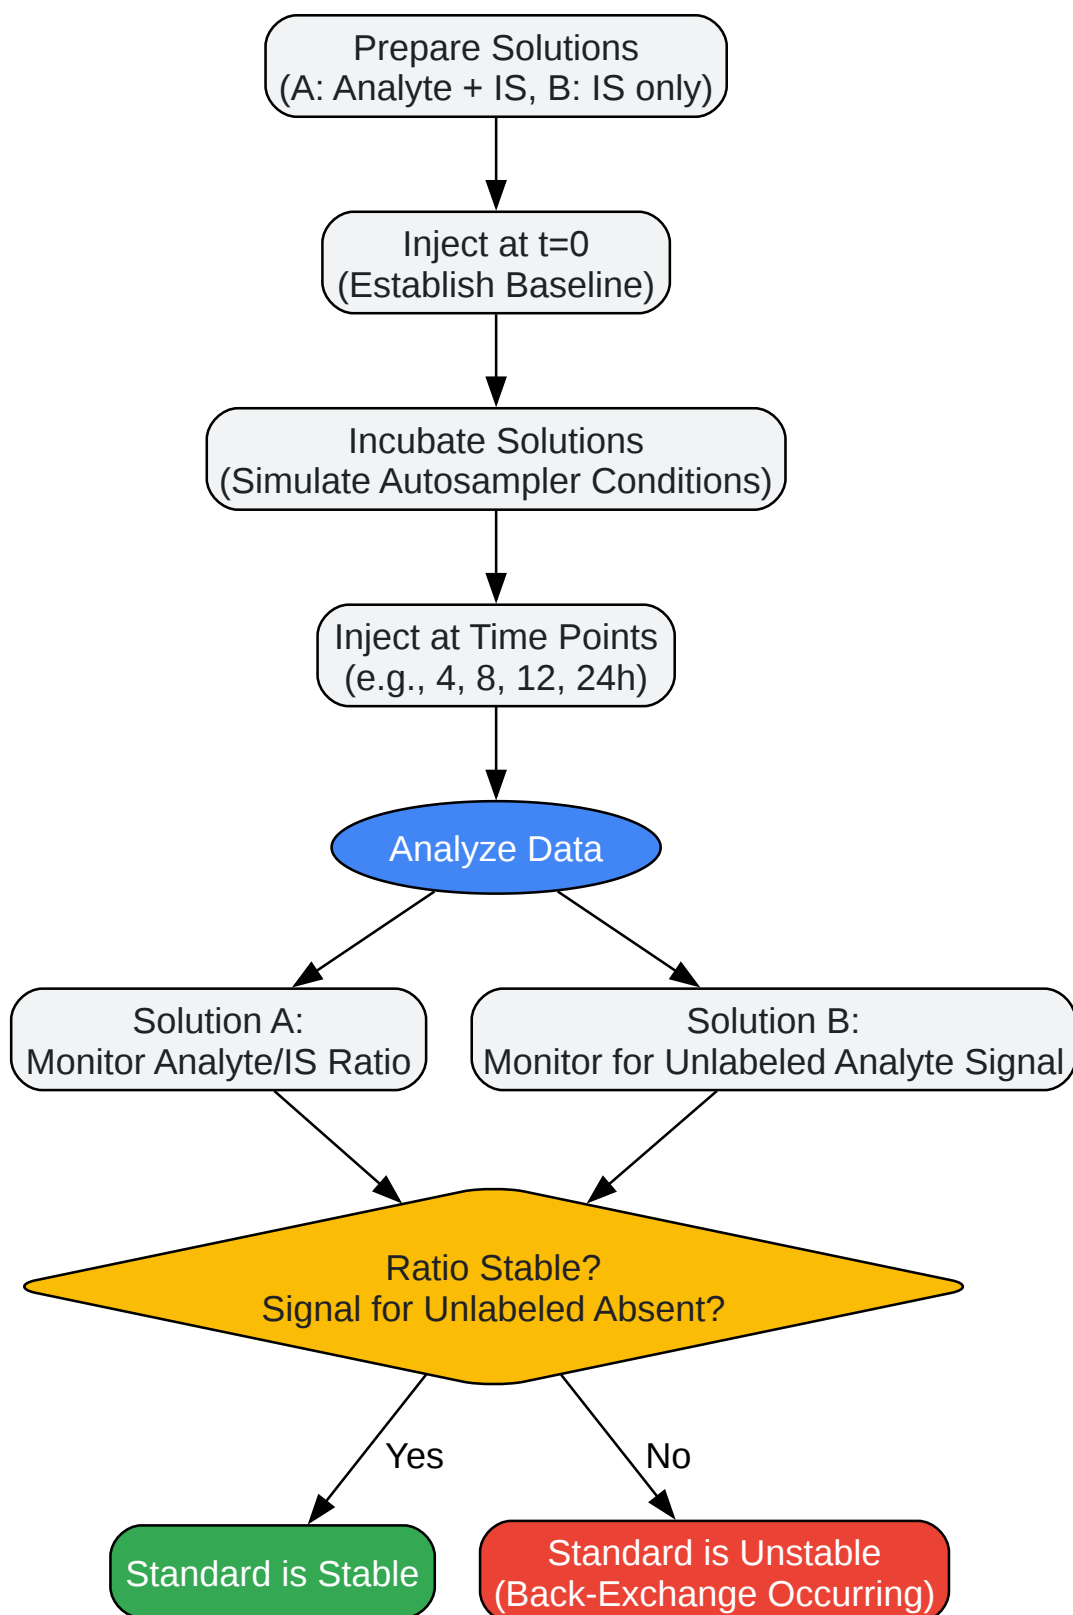 Prepare Solutions
(A: Analyte + IS, B: IS only)
Inject at t=0
(Establish Baseline)
Incubate Solutions
(Simulate Autosampler Conditions)
Inject at Time Points
(e.g., 4, 8, 12, 24h)
Analyze Data
Solution A:
Monitor Analyte/IS Ratio
Solution B:
Monitor for Unlabeled Analyte Signal
Ratio Stable?
Signal for Unlabeled Absent?
Yes
No
Standard is Stable
Standard is Unstable
(Back-Exchange Occurring)